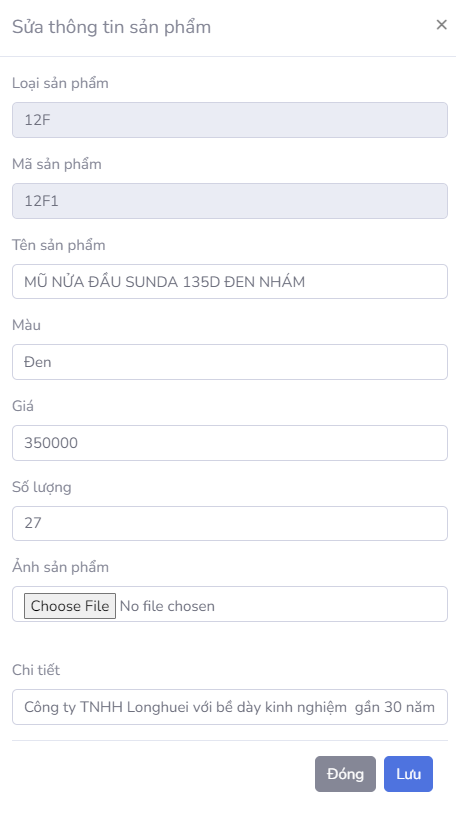 Sửa thông tin sản phẩm ×
Loại sản phẩm
12F
Mã sản phẩm
12F1
Tên sản phẩm
MŨ NỬA ĐẦU SUNDA 135D ĐEN NHÁM
Màu
Đen
Giá
350000
Số lượng
27
Ảnh sản phẩm
Choose File No file chosen
Chi tiết
Công ty TNHH Longhuei với bề dày kinh nghiệm  gần 30 năm
Đóng Lưu